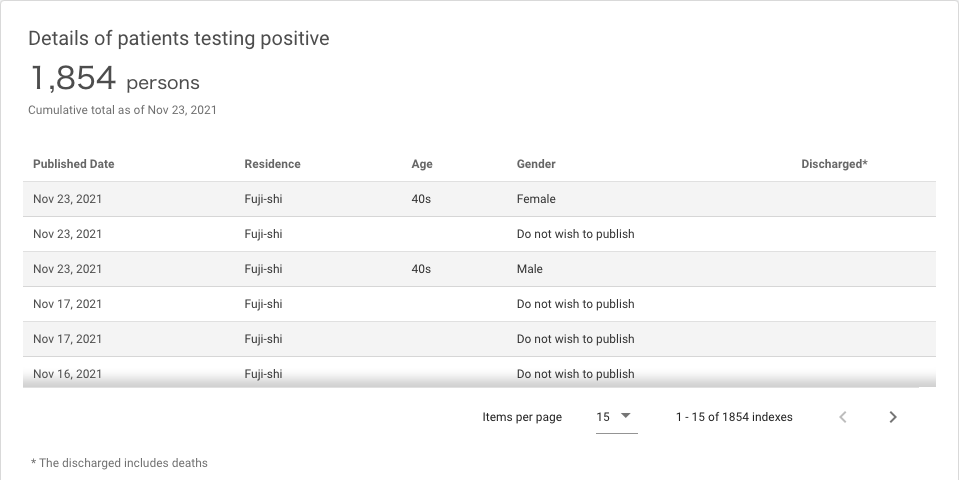 Details of patients testing positive
1,854 persons
Cumulative total as of Nov 23, 2021
Published Date Residence Age Gender Discharged*
Nov 23, 2021 Fuji-shi 40s Female
Nov 23, 2021 Fuji-shi Do not wish to publish
Nov 23, 2021 Fuji-shi 40s Male
Nov 17, 2021 Fuji-shi Do not wish to publish
Nov 17, 2021 Fuji-shi Do not wish to publish
Nov 16, 2021 Fuji-shi Do not wish to publish
Items per page 15 1 - 15 of 1854 indexes
* The discharged includes deaths